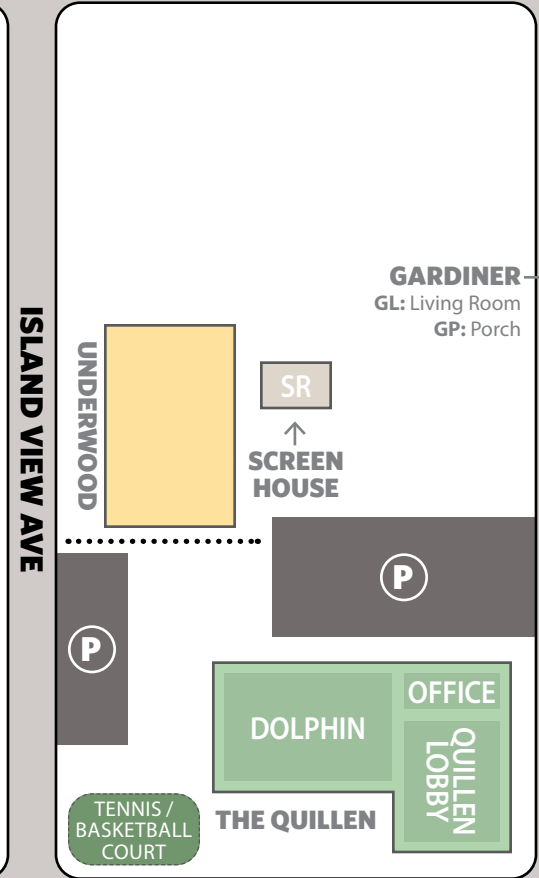 GARDINER
GL: Living Room
GP: Porch
ISLAND VIEW AVE
UNDERWOOD
SR
SCREEN
HOUSE
P
P
DOLPHIN
OFFICE
QUILLEN
LOBBY
TENNIS /
BASKETBALL
COURT
THE QUILLEN